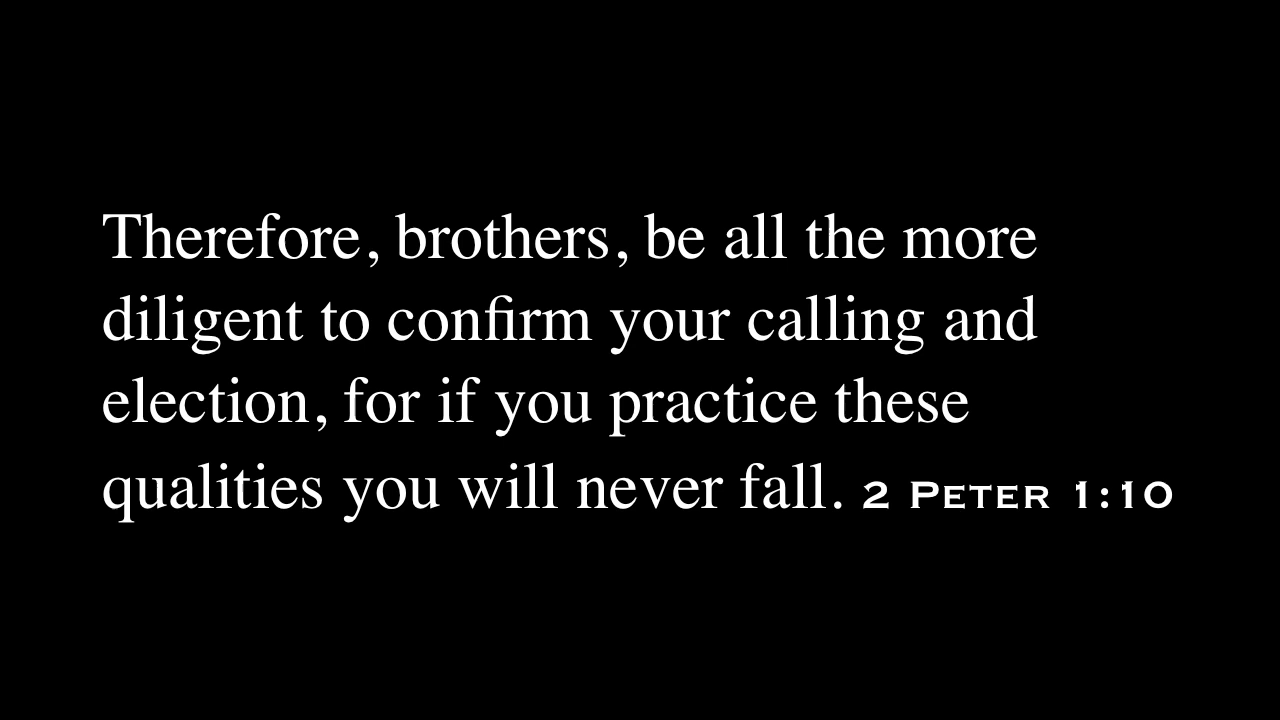 Therefore, brothers, be all the more
diligent to confirm your calling and
election, for if you practice these
qualities you will never fall. 2 PETER 1:10